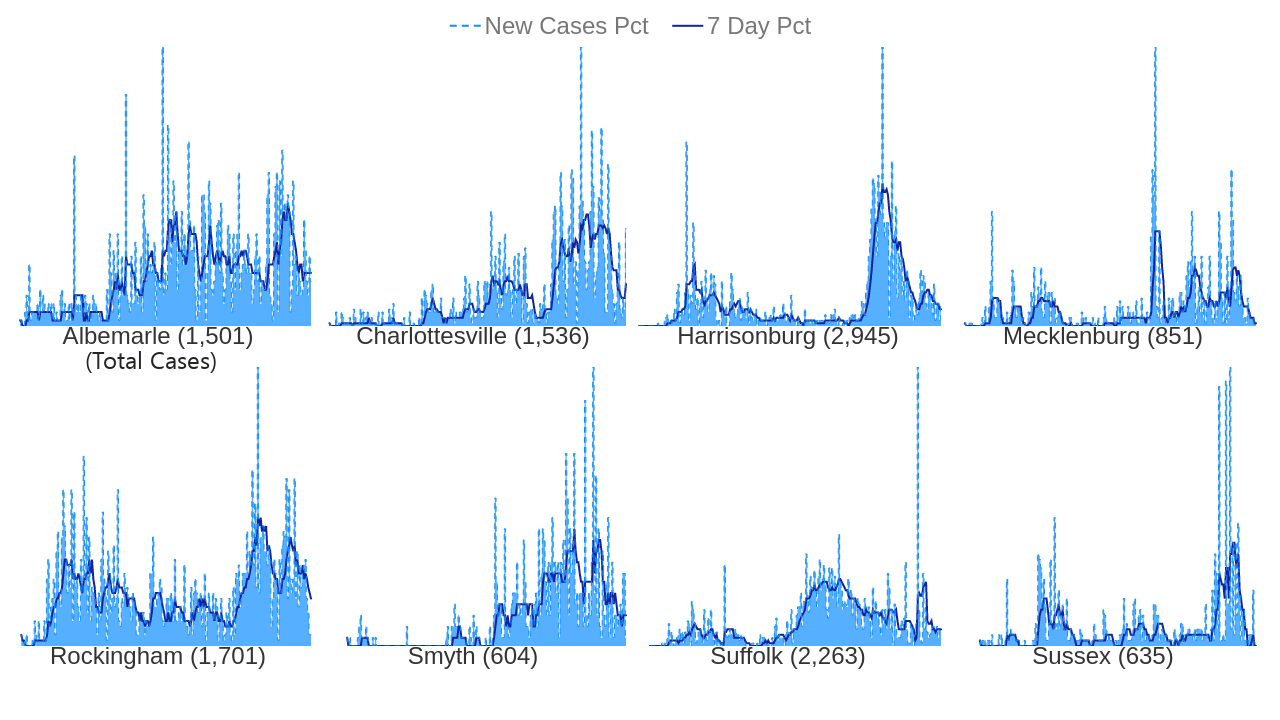 New Cases Pct 7 Day Pct
Albemarle (1,501) Charlottesville (1,536) Harrisonburg (2,945) Mecklenburg (851)
(Total Cases)
Rockingham (1,701) Smyth (604) Suffolk (2,263) Sussex (635)